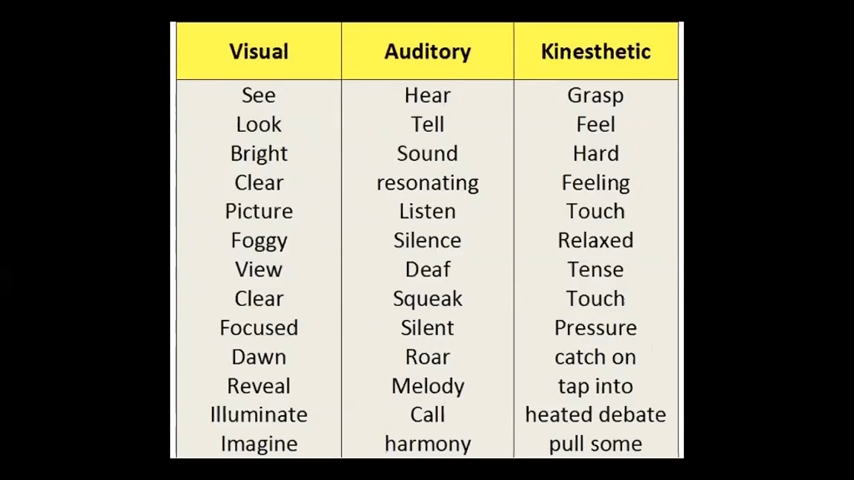 Visual Auditory Kinesthetic
See Hear Grasp
Look Tell Feel
Bright Sound Hard
Clear resonating Feeling
Picture Listen Touch
Foggy Silence Relaxed
View Deaf Tense
Clear Squeak Touch
Focused Silent Pressure
Dawn Roar catch on
Reveal Melody tap into
Illuminate Call heated debate
Imagine harmony pull some